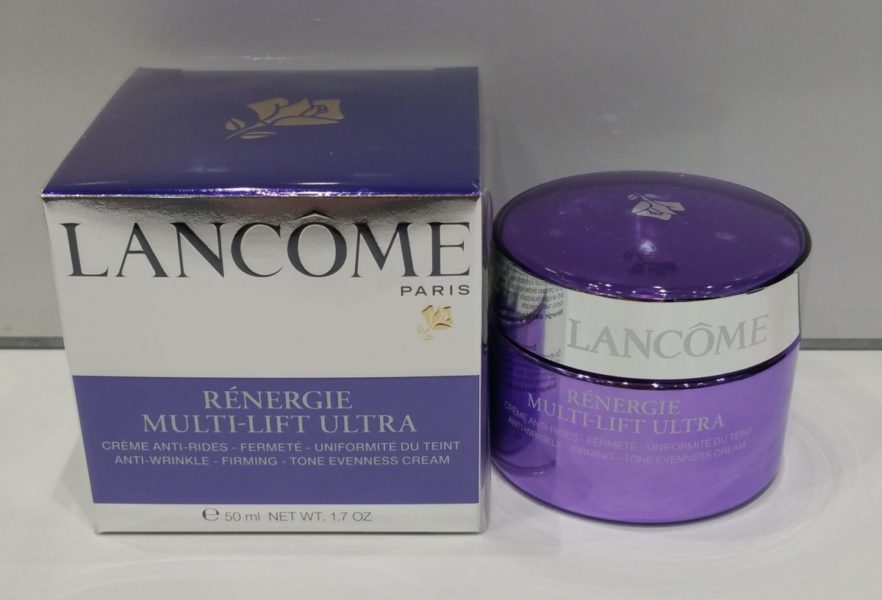 LANCÔME
PARIS
RÉNERGIE
MULTI-LIFT ULTRA
CRÈME ANTI-RIDES - FERMETÉ - UNIFORMITÉ DU TEINT
ANTI-WRINKLE - FIRMING - TONE EVENNESS CREAM
℮ 50 ml NET WT. 1.7 OZ
LANCÔME
RÉNERGIE
MULTI-LIFT ULTRA
CRÈME ANTI-RIDES - FERMETÉ - UNIFORMITÉ DU TEINT
ANTI-WRINKLE - FIRMING - TONE EVENNESS CREAM